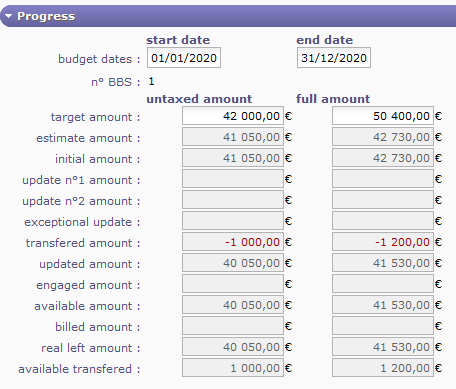 Progress
start date end date
budget dates : 01/01/2020 31/12/2020
n° BBS : 1
untaxed amount full amount
target amount : 42 000,00 € 50 400,00 €
estimate amount : 41 050,00 € 42 730,00 €
initial amount : 41 050,00 € 42 730,00 €
update n°1 amount : € €
update n°2 amount : € €
exceptional update : € €
transfered amount : -1 000,00 € -1 200,00 €
updated amount : 40 050,00 € 41 530,00 €
engaged amount : € €
available amount : 40 050,00 € 41 530,00 €
billed amount : € €
real left amount : 40 050,00 € 41 530,00 €
available transfered : 1 000,00 € 1 200,00 €